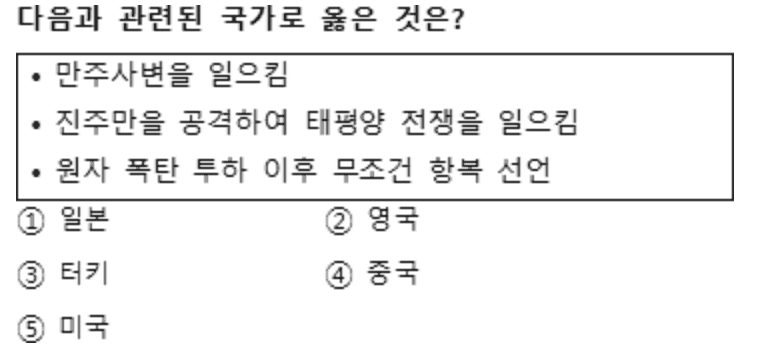 다음과 관련된 국가로 옳은 것은?
• 만주사변을 일으킴
• 진주만을 공격하여 태평양 전쟁을 일으킴
• 원자 폭탄 투하 이후 무조건 항복 선언
① 일본 ② 영국
③ 터키 ④ 중국
⑤ 미국